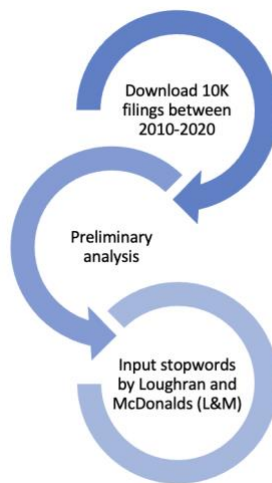 Download 10K
filings between
2010-2020
Preliminary
analysis
Input stopwords
by Loughran and
McDonalds (L&M)